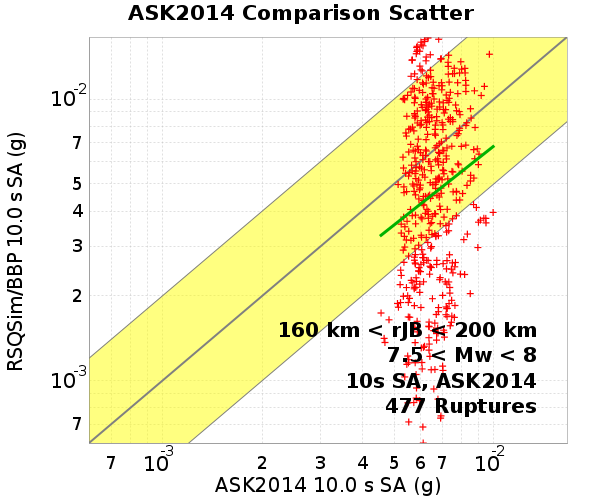 ASK2014 Comparison Scatter
RSQSim/BBP 10.0 s SA (g)
10-2
7
5
4
3
2
10-3
7
160 km < rJB < 200 km
7.5 < Mw < 8
10s SA, ASK2014
477 Ruptures
7 10-3 2 3 4 5 6 7 10-2
ASK2014 10.0 s SA (g)